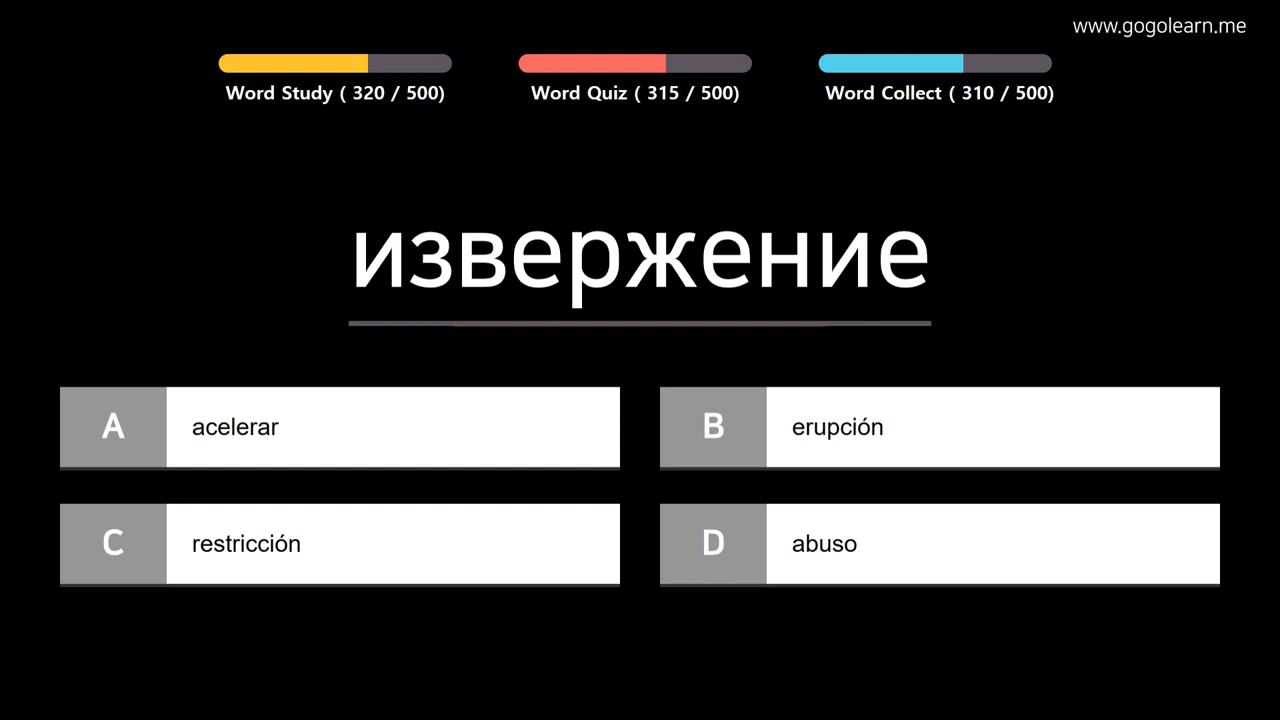 www.gogolearn.me
Word Study ( 320 / 500)
Word Quiz ( 315 / 500)
Word Collect ( 310 / 500)
извержение
A acelerar
B erupción
C restricción
D abuso